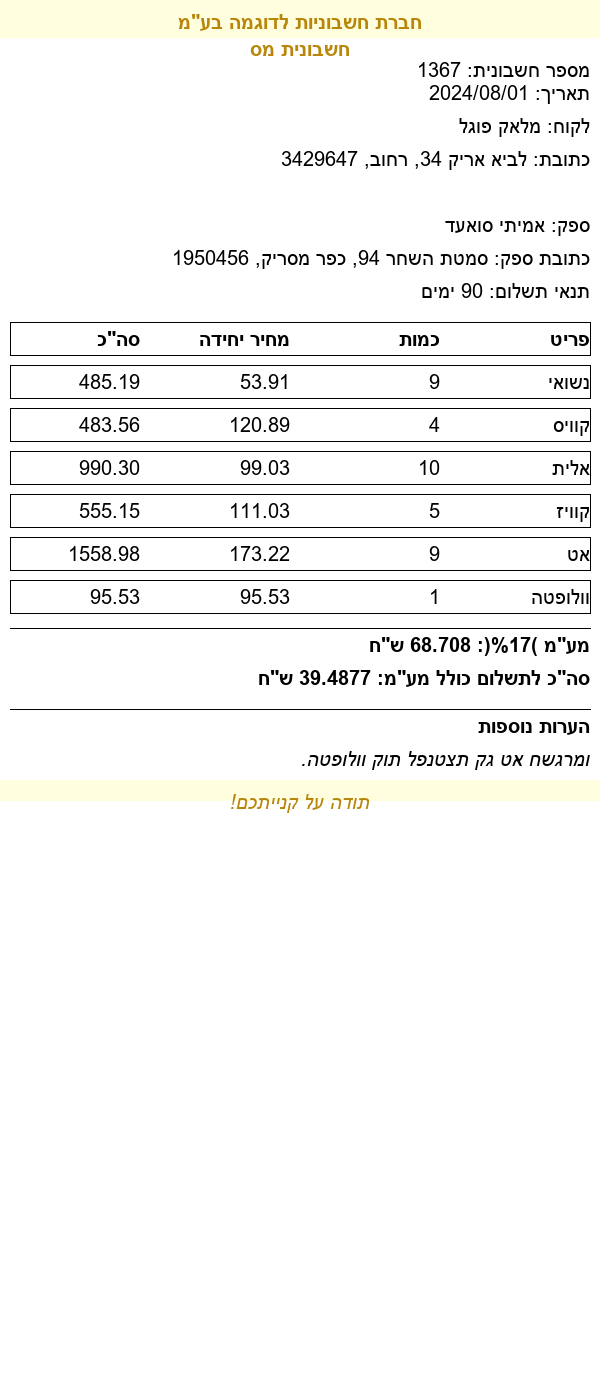 חברת חשבוניות לדוגמה בע"מ
חשבונית מס
מספר חשבונית: 1367
תאריך: 2024/08/01
לקוח: מלאק פוגל
כתובת: לביא אריק 34, רחוב, 3429647
ספק: אמיתי סואעד
כתובת ספק: סמטת השחר 94, כפר מסריק, 1950456
תנאי תשלום: 90 ימים
פריט כמות מחיר יחידה סה"כ
נשואי 9 53.91 485.19
קוויס 4 120.89 483.56
אלית 10 99.03 990.30
קוויז 5 111.03 555.15
אט 9 173.22 1558.98
וולופטה 1 95.53 95.53
מע"מ )17%(: 68.708 ש"ח
סה"כ לתשלום כולל מע"מ: 39.4877 ש"ח
הערות נוספות
ומרגשח אט גק תצטנפל תוק וולופטה.
תודה על קנייתכם!